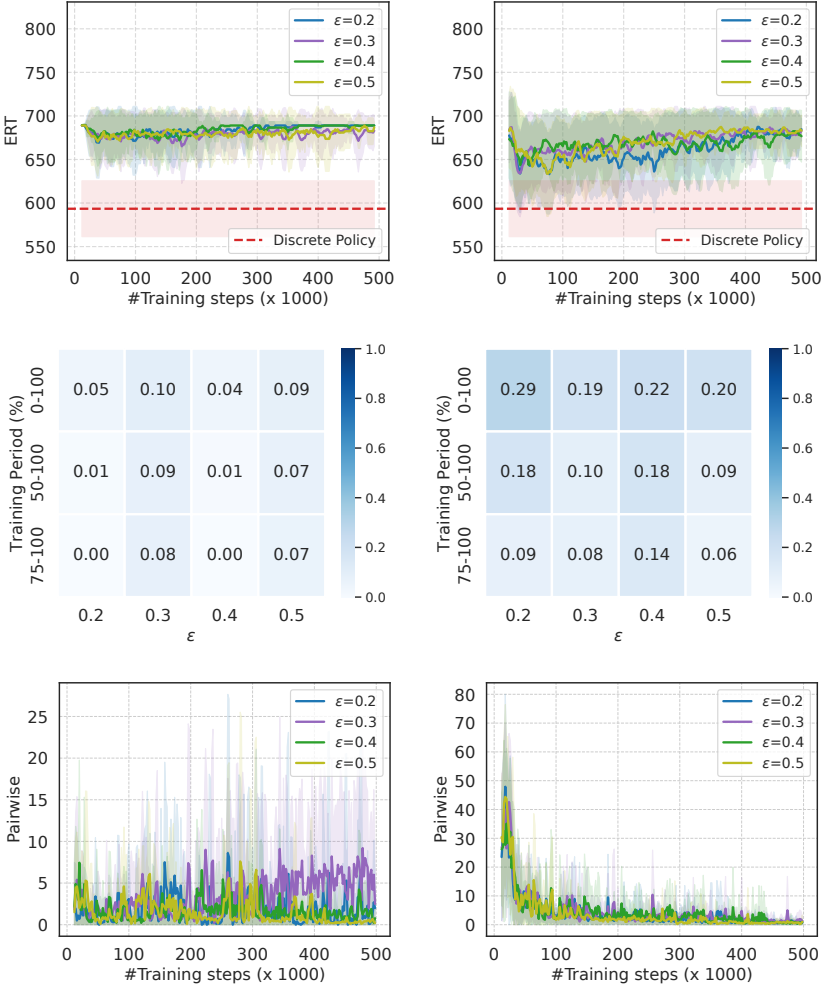 800
750
700
650
600
550
ERT
ε=0.2
ε=0.3
ε=0.4
ε=0.5
Discrete Policy
0 100 200 300 400 500
#Training steps (x 1000)
800
750
700
650
600
550
ERT
ε=0.2
ε=0.3
ε=0.4
ε=0.5
Discrete Policy
0 100 200 300 400 500
#Training steps (x 1000)
Training Period (%)
0-100
50-100
75-100
0.05 0.10 0.04 0.09
0.01 0.09 0.01 0.07
0.00 0.08 0.00 0.07
0.2 0.3 0.4 0.5
ε
1.0
0.8
0.6
0.4
0.2
0.0
Training Period (%)
0-100
50-100
75-100
0.29 0.19 0.22 0.20
0.18 0.10 0.18 0.09
0.09 0.08 0.14 0.06
0.2 0.3 0.4 0.5
ε
1.0
0.8
0.6
0.4
0.2
0.0
25
20
15
10
5
0
Pairwise
ε=0.2
ε=0.3
ε=0.4
ε=0.5
0 100 200 300 400 500
#Training steps (x 1000)
80
70
60
50
40
30
20
10
0
Pairwise
ε=0.2
ε=0.3
ε=0.4
ε=0.5
0 100 200 300 400 500
#Training steps (x 1000)